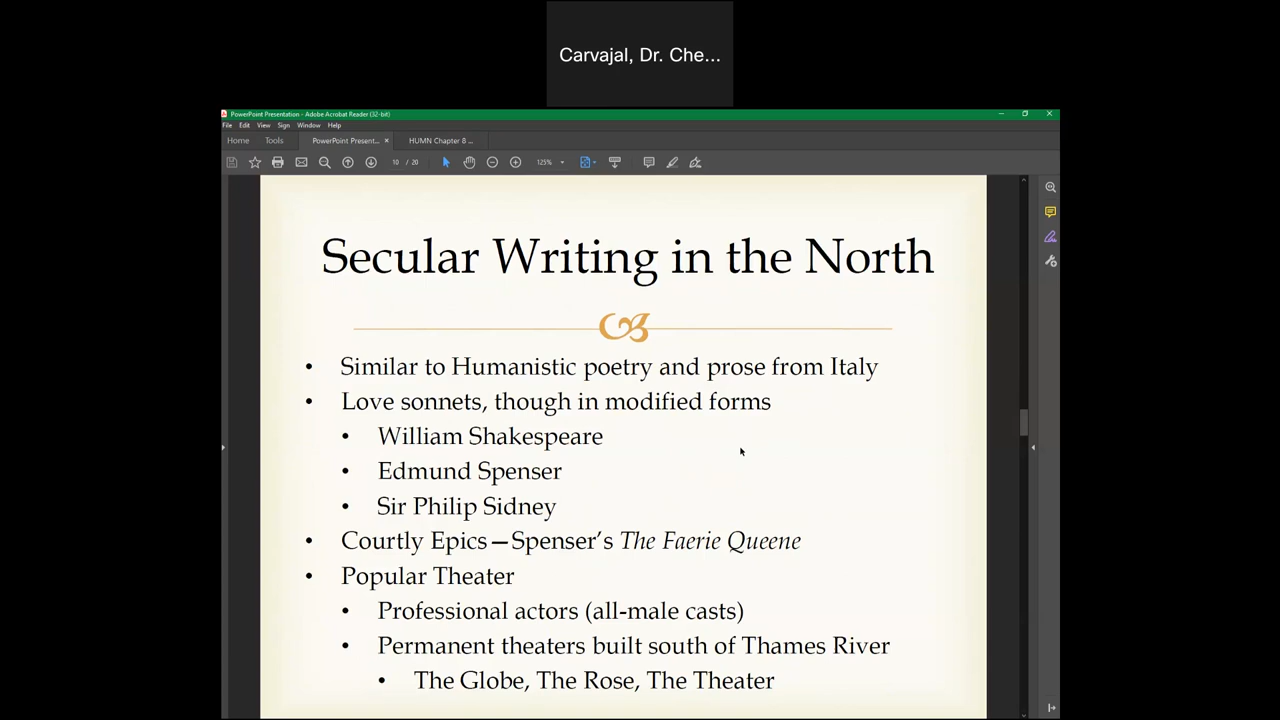 Carvajal, Dr. Che...
PowerPoint Presentation - Adobe Acrobat Reader (32-bit)
File Edit View Sign Window Help
Home Tools PowerPoint Present... × HUMN Chapter 8 ...
10 / 20 125%
Secular Writing in the North
• Similar to Humanistic poetry and prose from Italy
• Love sonnets, though in modified forms
• William Shakespeare
• Edmund Spenser
• Sir Philip Sidney
• Courtly Epics—Spenser's The Faerie Queene
• Popular Theater
• Professional actors (all-male casts)
• Permanent theaters built south of Thames River
• The Globe, The Rose, The Theater